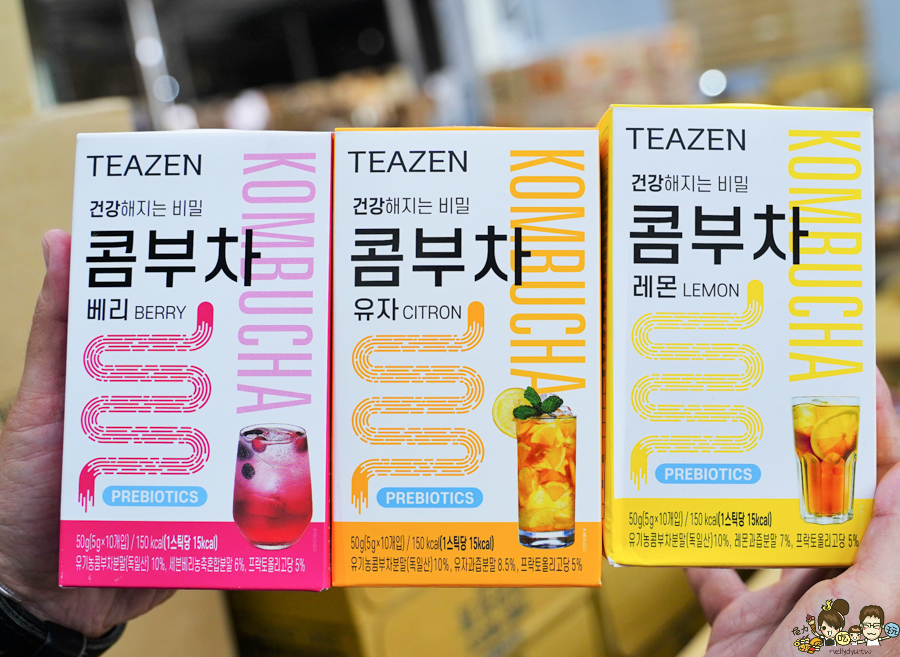 TEAZEN
KOMBUCHA
건강해지는 비밀
콤부차
베리 BERRY
PREBIOTICS
50g(5g×10개입) / 150 kcal(1스틱당 15kcal)
유기농콤부차분말(독일산) 10%, 세븐베리농축혼합분말 6%, 프락토올리고당 5%
TEAZEN
KOMBUCHA
건강해지는 비밀
콤부차
유자 CITRON
PREBIOTICS
50g(5g×10개입) / 150 kcal(1스틱당 15kcal)
유기농콤부차분말(독일산) 10%, 유자과즙분말 8.5%, 프락토올리고당 5%
TEAZEN
KOMBUCHA
건강해지는 비밀
콤부차
레몬 LEMON
PREBIOTICS
50g(5g×10개입) / 150 kcal(1스틱당 15kcal)
유기농콤부차분말(독일산)10%, 레몬과즙분말 7%, 프락토올리고당 5%
nellydyu.tw